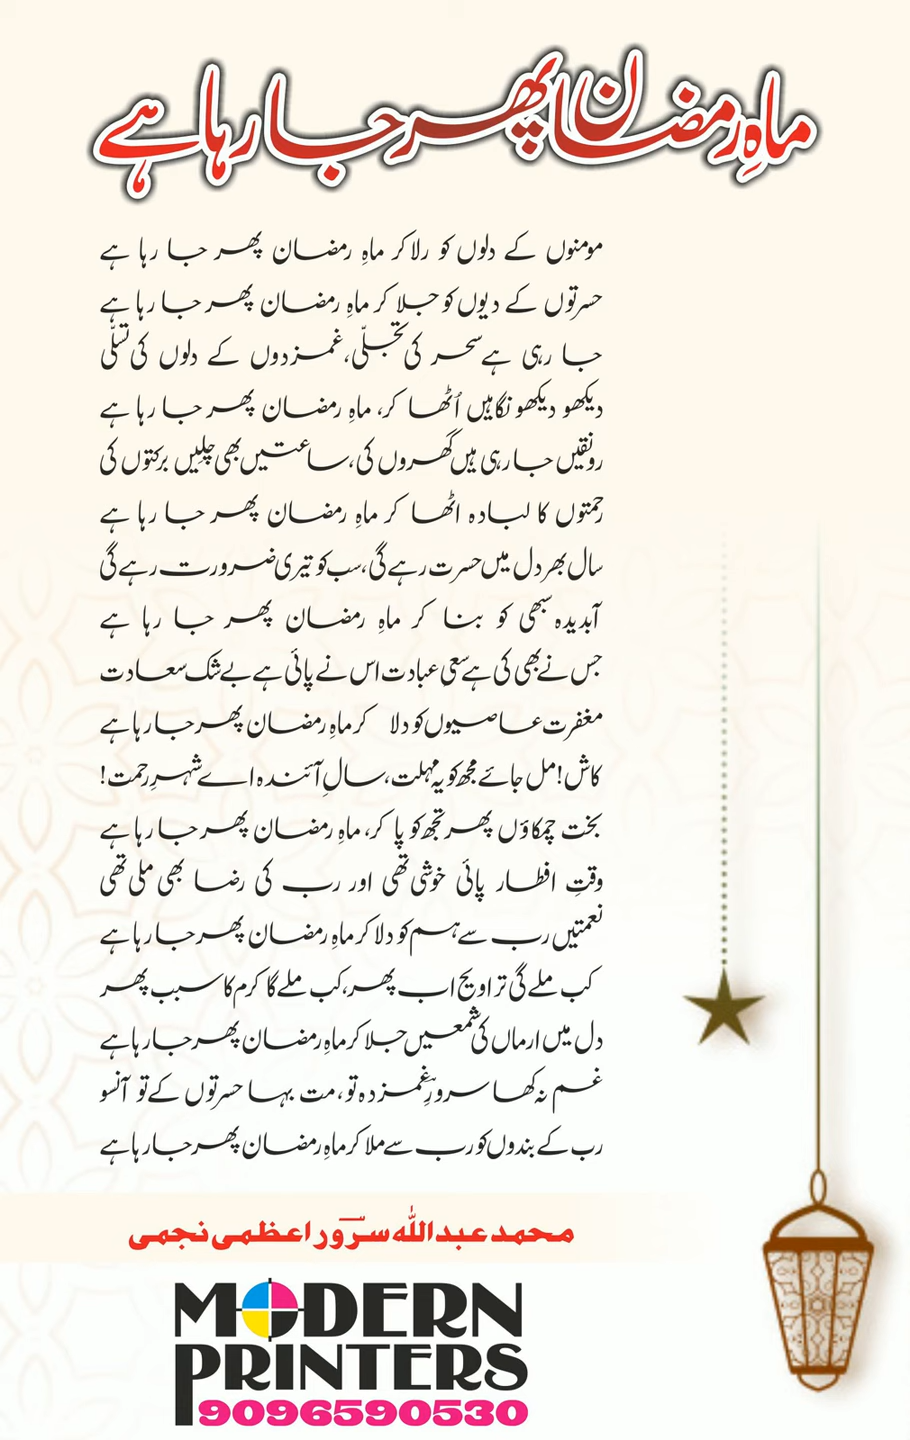 ماہِ رمضان پھر جا رہا ہے
مومنوں کے دلوں کو رلا کر ماہِ رمضان پھر جا رہا ہے
حسرتوں کے دیوں کو جلا کر ماہِ رمضان پھر جا رہا ہے
جا رہی ہے سحر کی تجلّی، غمزدوں کے دلوں کی تسلّی
دیکھو دیکھو نگاہیں اُٹھا کر، ماہِ رمضان پھر جا رہا ہے
رونقیں جا رہی ہیں گھروں کی، ساعتیں بھی چلیں برکتوں کی
رحمتوں کا لبادہ اٹھا کر ماہِ رمضان پھر جا رہا ہے
سال بھر دل میں حسرت رہے گی، سب کو تیری ضرورت رہے گی
آبدیدہ سبھی کو بنا کر ماہِ رمضان پھر جا رہا ہے
جس نے بھی کی ہے سعیِ عبادت اس نے پائی ہے بے شک سعادت
مغفرت عاصیوں کو دلا کر ماہِ رمضان پھر جا رہا ہے
کاش! مل جائے مجھ کو یہ مہلت، سالِ آئندہ اے شہرِ رحمت!
بخت چمکاؤں پھر تجھ کو پا کر، ماہِ رمضان پھر جا رہا ہے
وقتِ افطار پائی خوشی تھی اور رب کی رضا بھی ملی تھی
نعمتیں رب سے ہم کو دلا کر ماہِ رمضان پھر جا رہا ہے
کب ملے گی تراویح اب پھر، کب ملے گا کرم کا سبب پھر
دل میں ارماں کی شمعیں جلا کر ماہِ رمضان پھر جا رہا ہے
غم نہ کھا سرورِ غمزدہ تو، مت بہا حسرتوں کے تو آنسو
رب کے بندوں کو رب سے ملا کر ماہِ رمضان پھر جا رہا ہے
محمد عبداللہ سرؔور اعظمی نجمی
MODERN
PRINTERS
9096590530